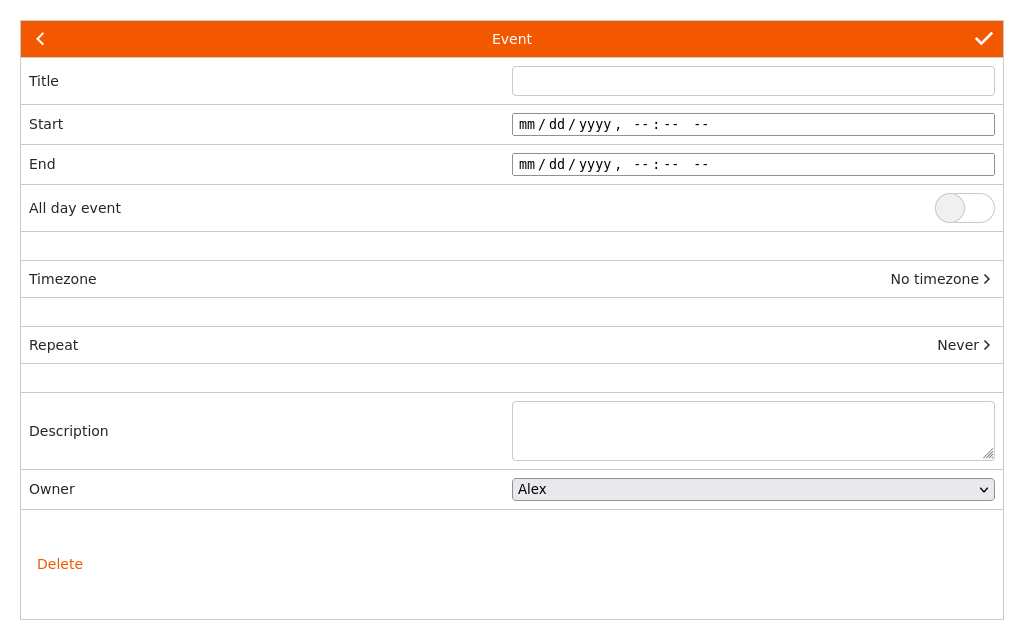 Event
Title
Start mm/dd/yyyy, --:-- --
End mm/dd/yyyy, --:-- --
All day event
Timezone No timezone
Repeat Never
Description
Owner Alex
Delete